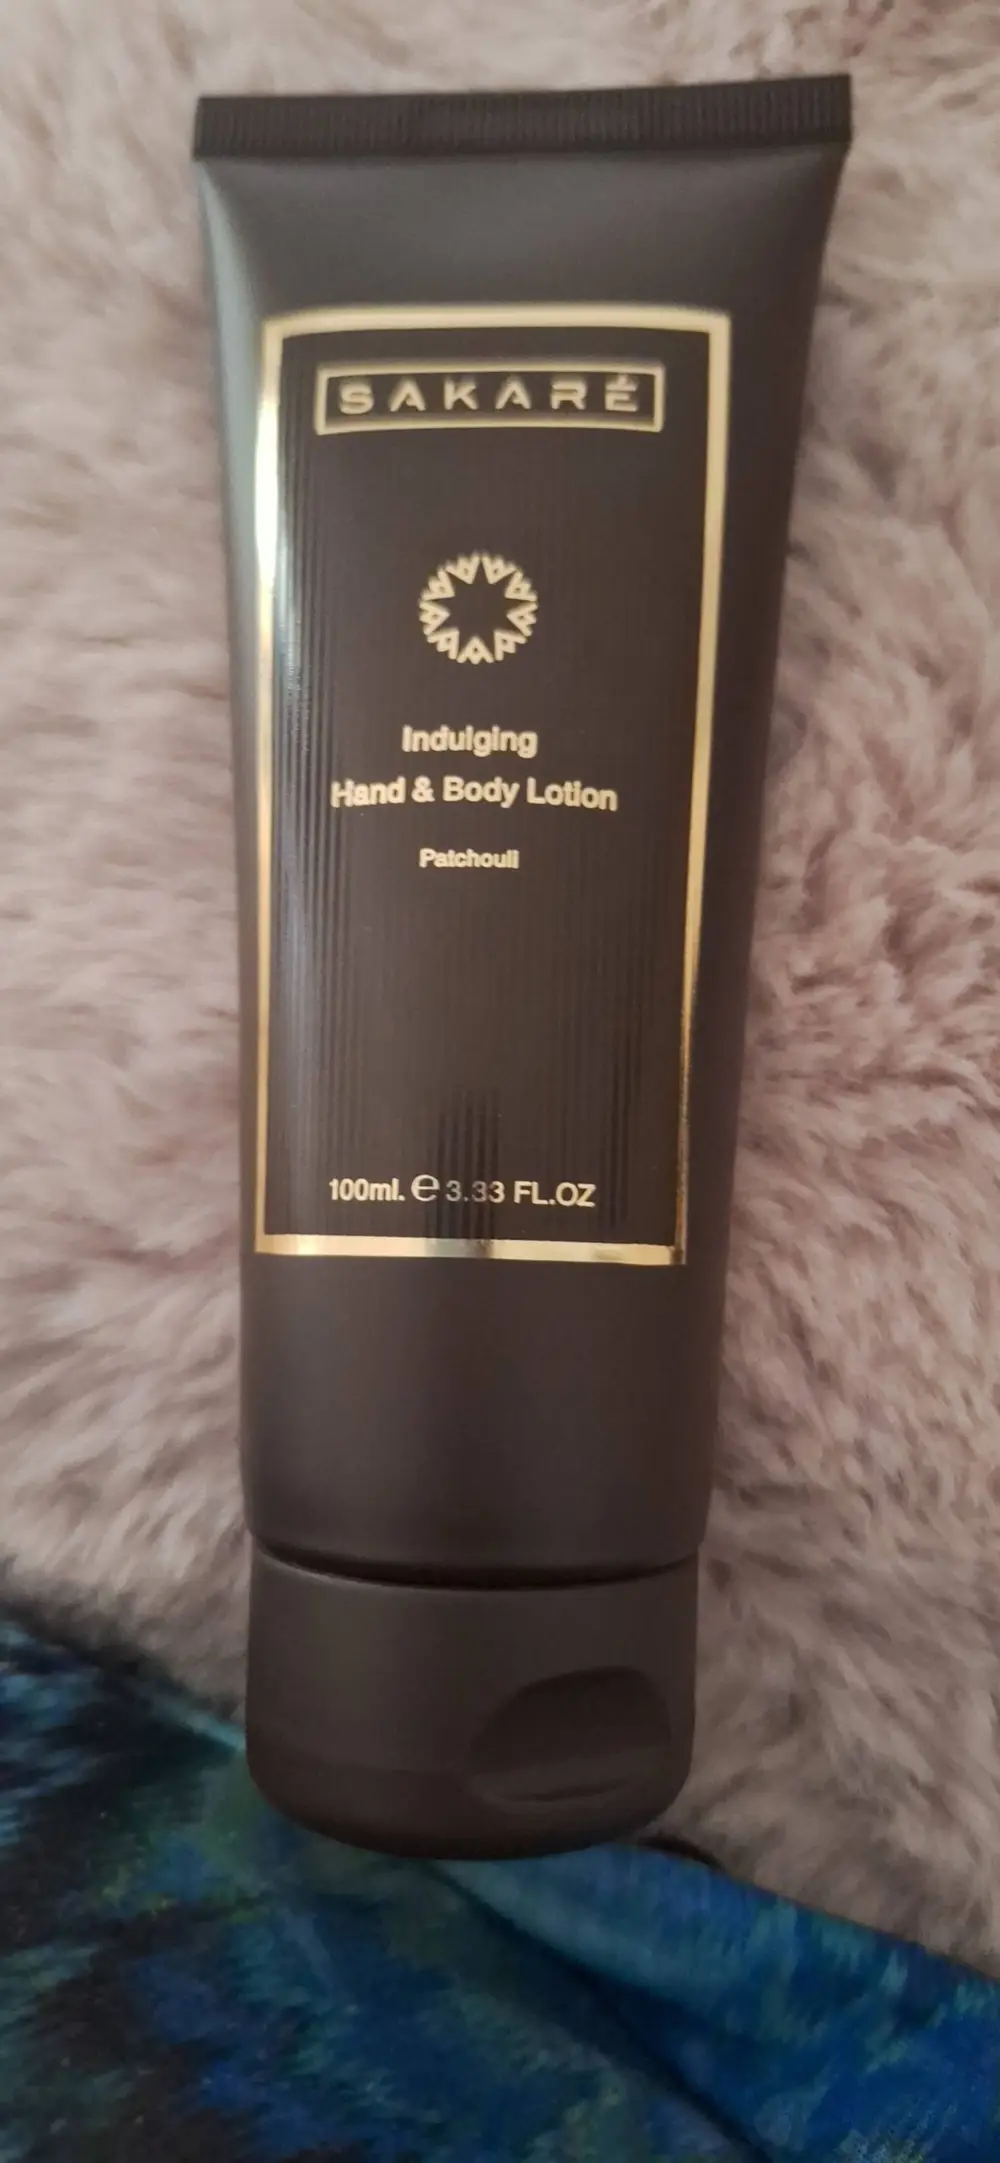 SAKARÉ
Indulging
Hand & Body Lotion
Patchouli
100ml. e 3.33 FL.OZ